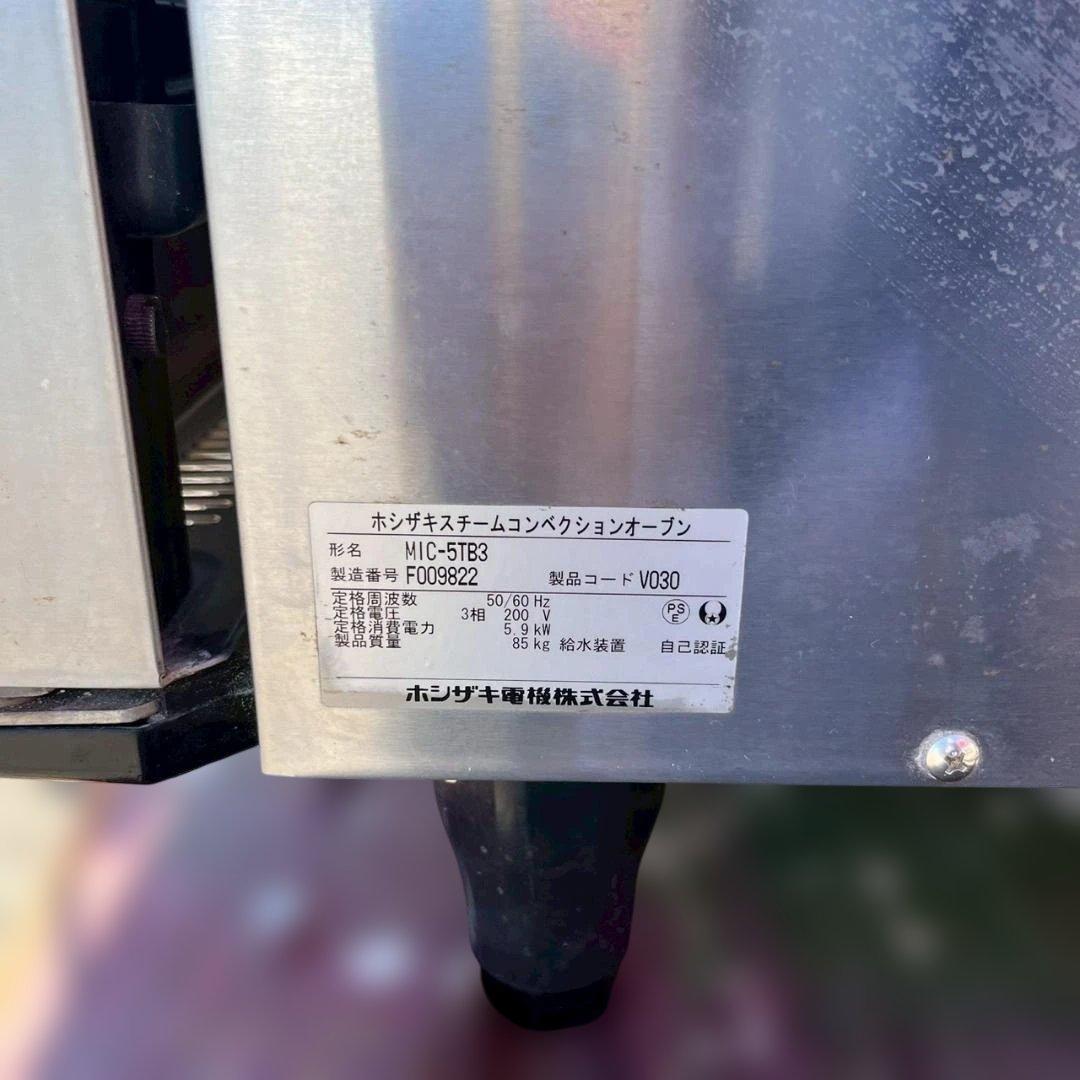 ホシザキスチームコンベクションオーブン
形名 MIC-5TB3
製造番号 F009822 製品コード V030
定格周波数 50/60 Hz
定格電圧 3相 200 V
定格消費電力 5.9 kW
製品質量 85 kg 給水装置 自己認証
PS
E
ホシザキ電機株式会社